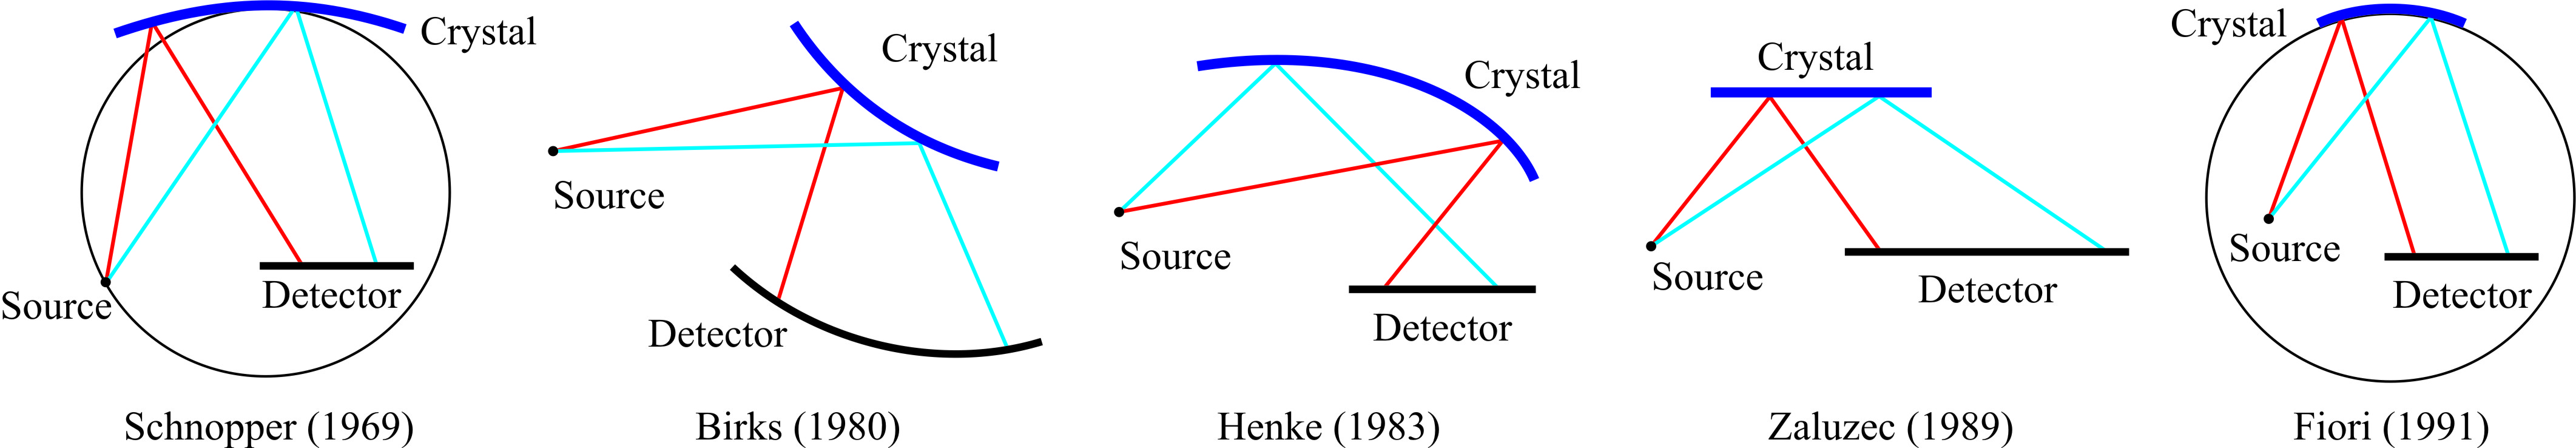 Crystal
Source
Detector
Schnopper (1969)
Crystal
Source
Detector
Birks (1980)
Crystal
Source
Detector
Henke (1983)
Crystal
Source
Detector
Zaluzec (1989)
Crystal
Source
Detector
Fiori (1991)